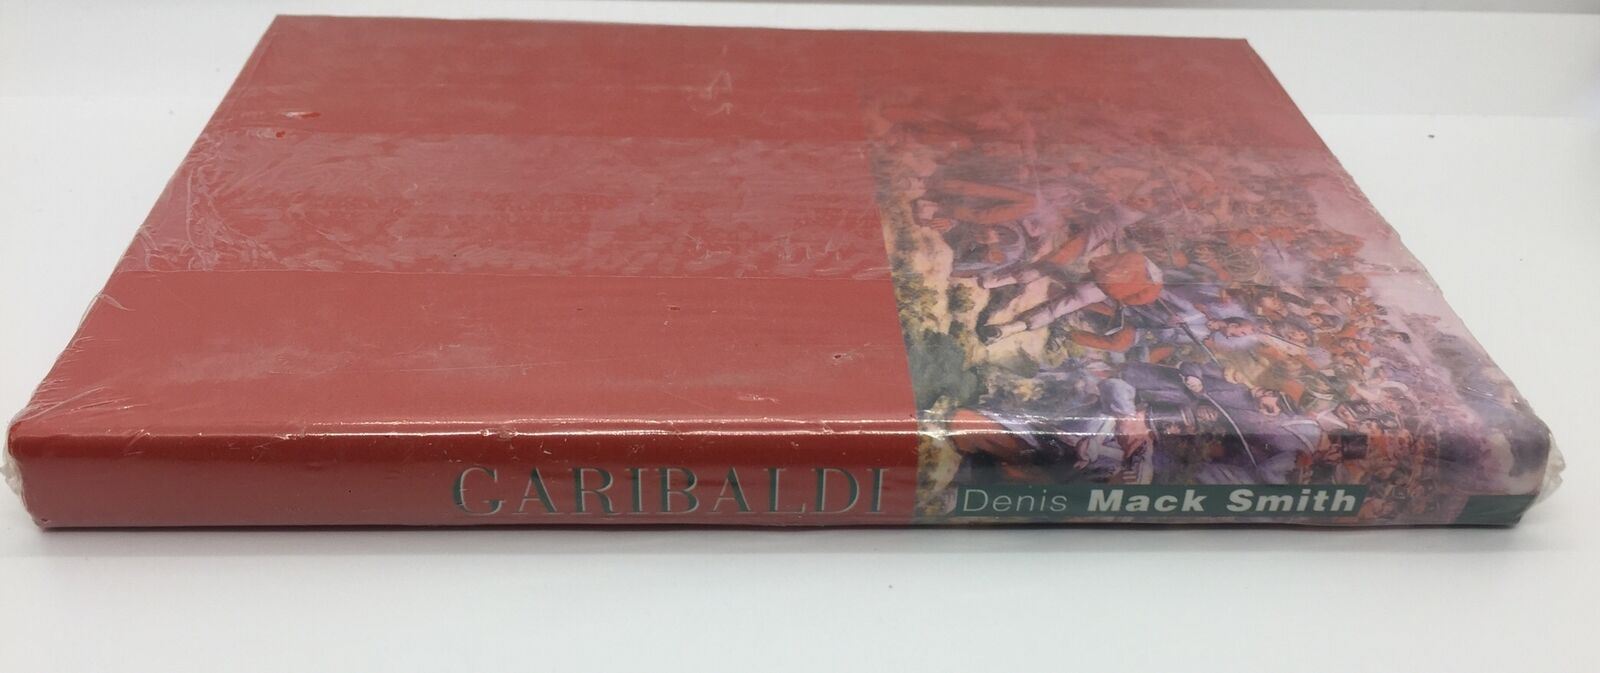 GARIBALDI Denis Mack Smith